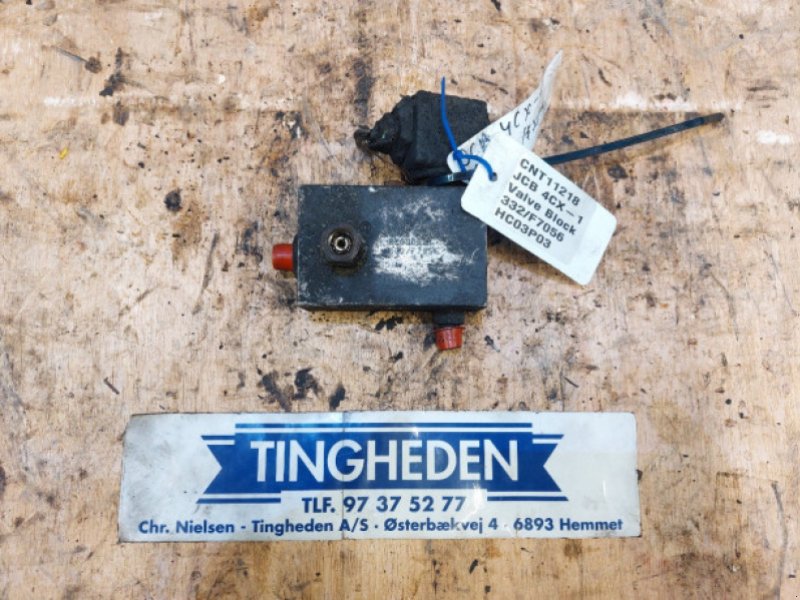 4CX-
CNT11218
JCB 4CX-1
Valve Block
332/F7056
HC03P03
TINGHEDEN
TLF. 97 37 52 77
Chr. Nielsen - Tingheden A/S · Østerbækvej 4 · 6893 Hemmet